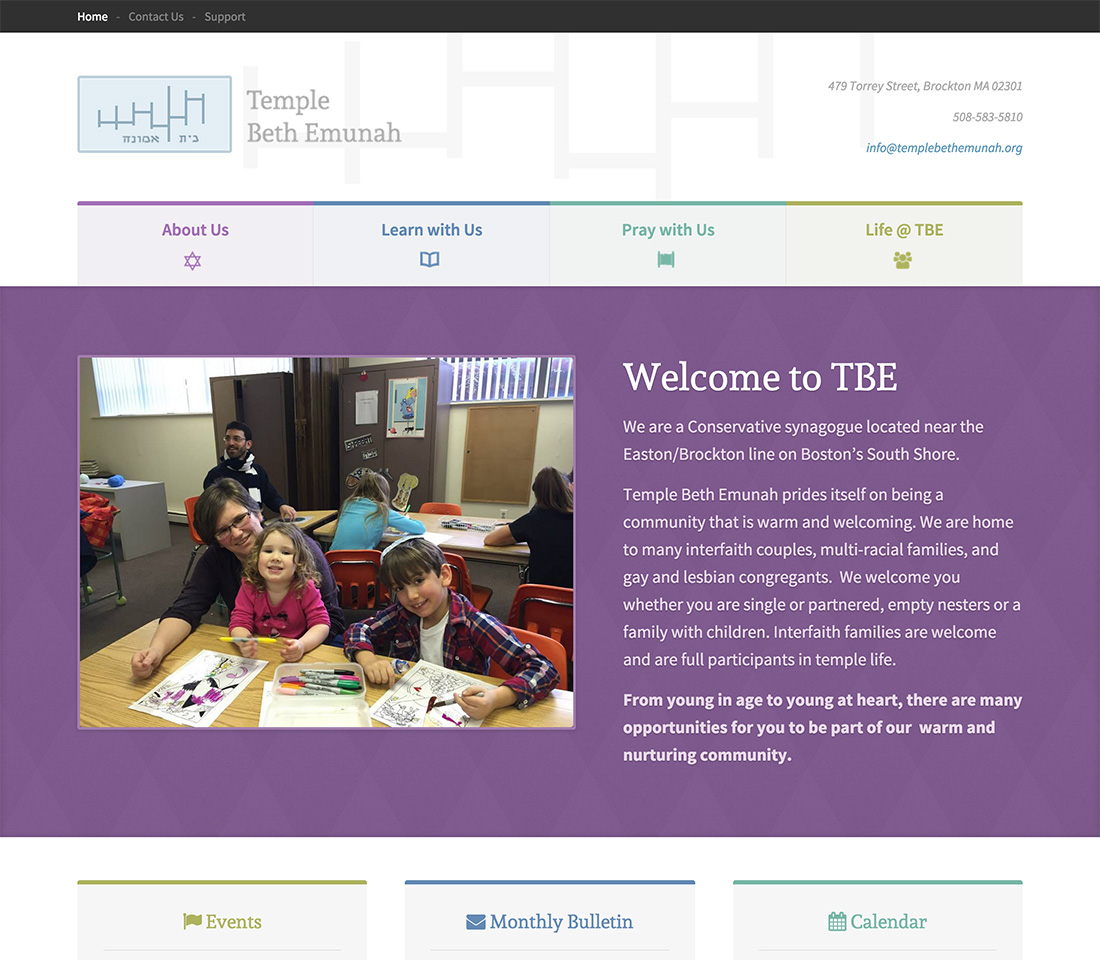 Home - Contact Us - Support
בית אמונה
Temple
Beth Emunah
479 Torrey Street, Brockton MA 02301
508-583-5810
info@templebethemunah.org
About Us
Learn with Us
Pray with Us
Life @ TBE
Welcome to TBE
We are a Conservative synagogue located near the
Easton/Brockton line on Boston’s South Shore.
Temple Beth Emunah prides itself on being a
community that is warm and welcoming. We are home
to many interfaith couples, multi-racial families, and
gay and lesbian congregants.  We welcome you
whether you are single or partnered, empty nesters or a
family with children. Interfaith families are welcome
and are full participants in temple life.
From young in age to young at heart, there are many
opportunities for you to be part of our  warm and
nurturing community.
Events
Monthly Bulletin
Calendar